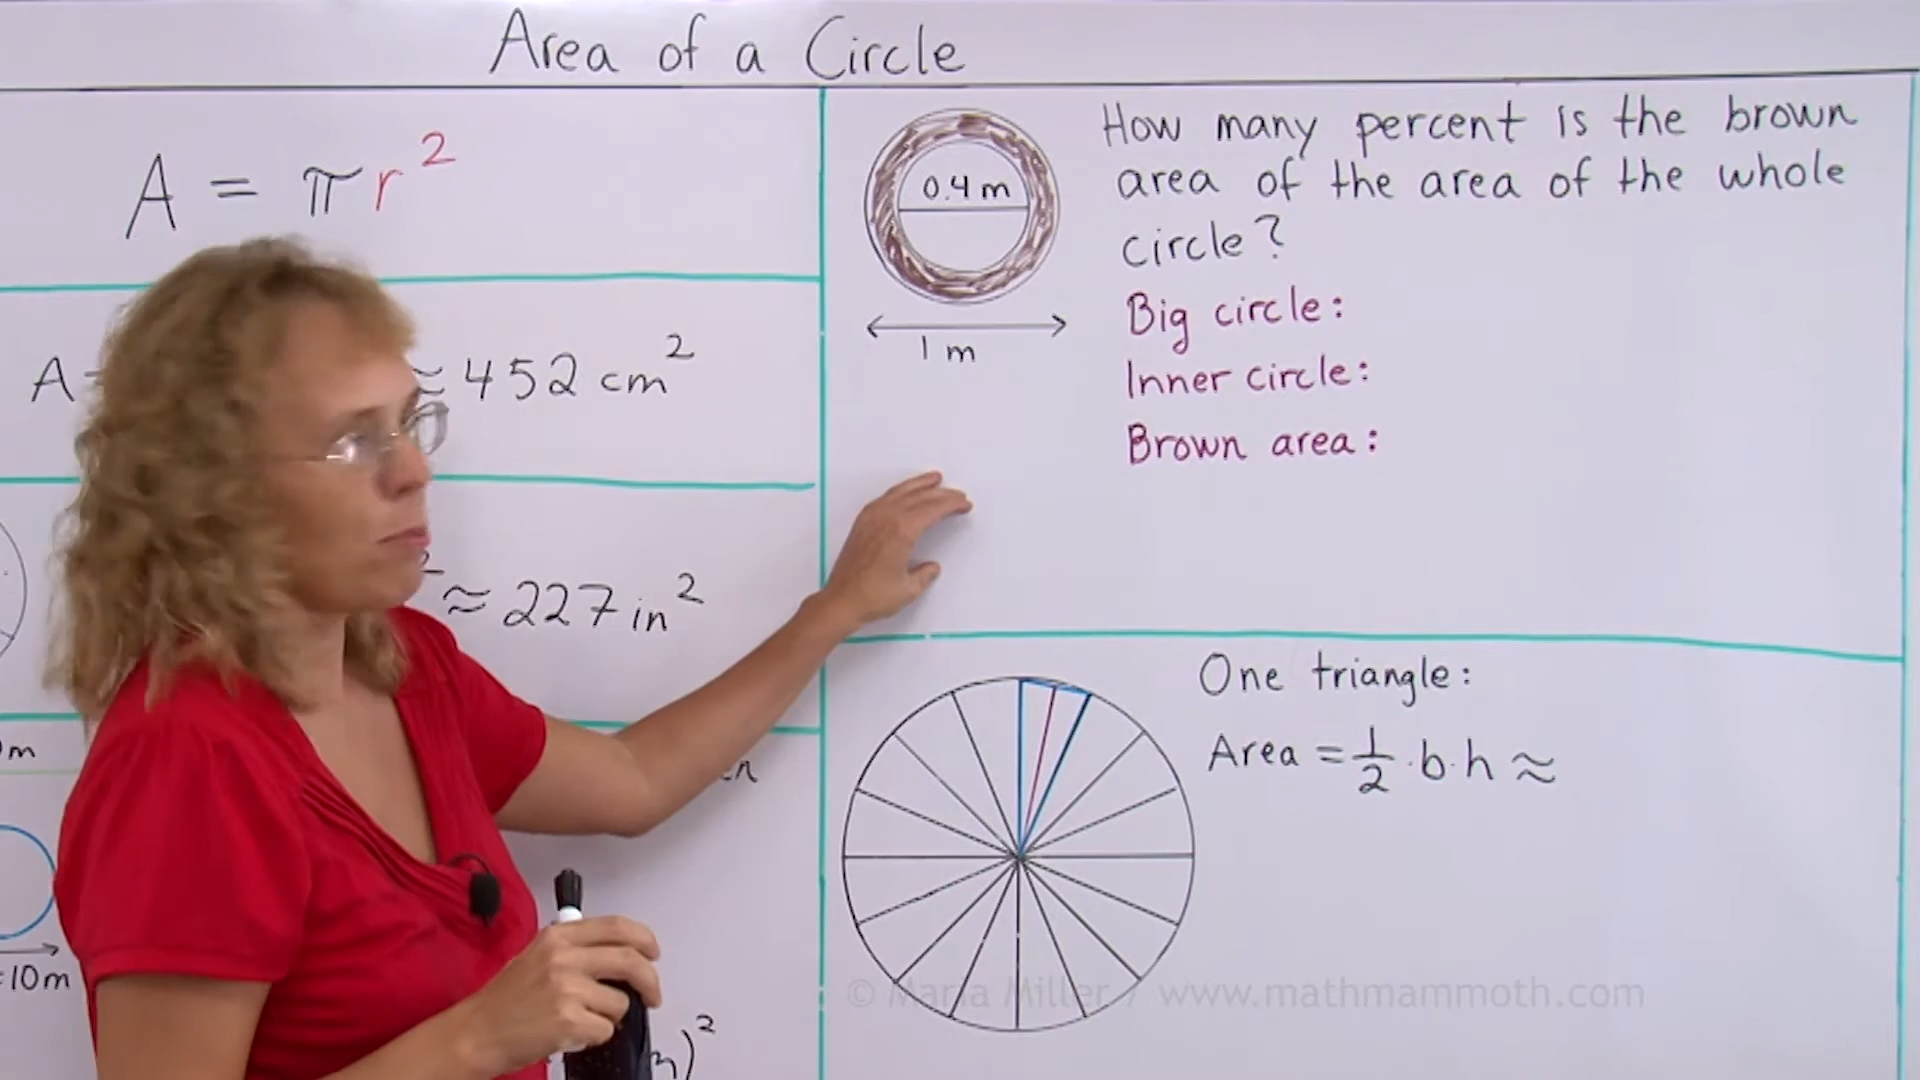 Area of a Circle
A = πr²
A
≈ 452 cm²
≈ 227 in²
10m
0.4 m
1 m
How many percent is the brown
area of the area of the whole
circle?
Big circle:
Inner circle:
Brown area:
One triangle:
Area = 1/2 · b · h ≈
© Maria Miller / www.mathmammoth.com